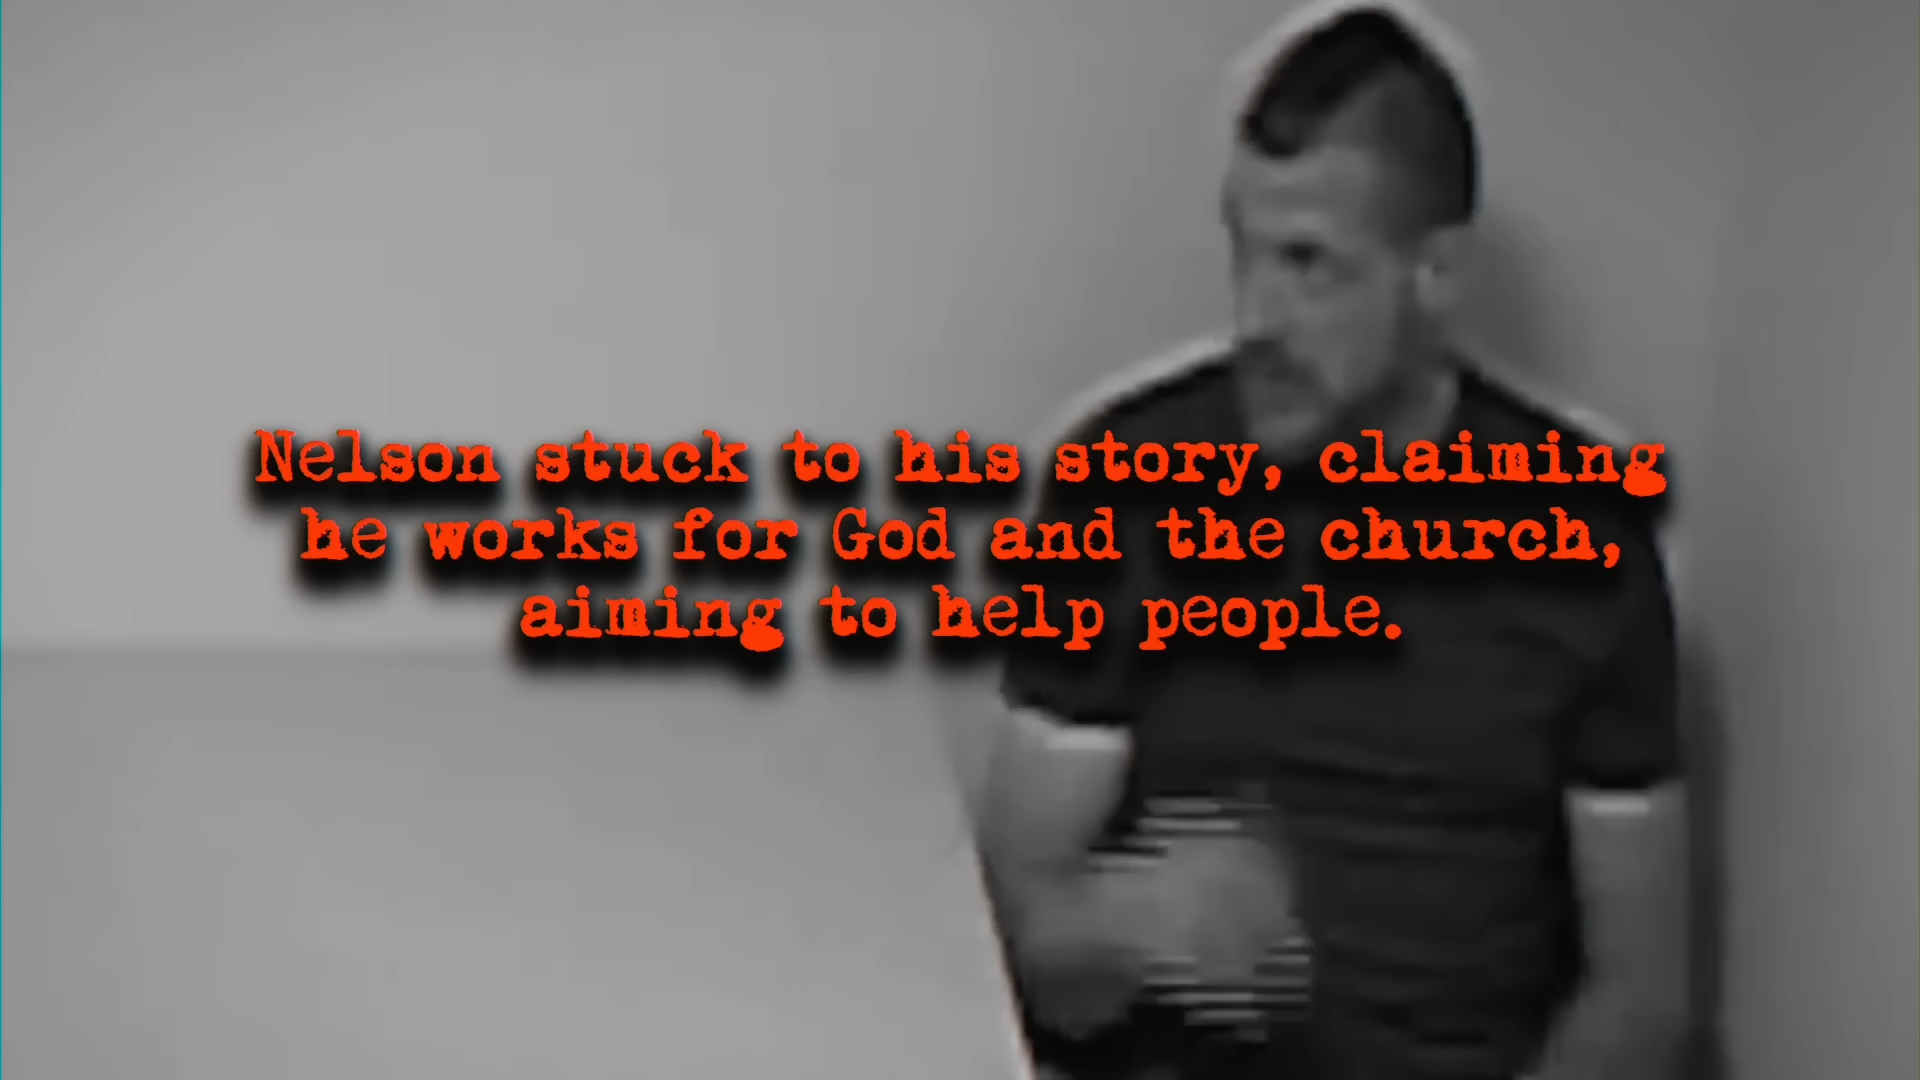 Nelson stuck to his story, claiming
he works for God and the church,
aiming to help people.